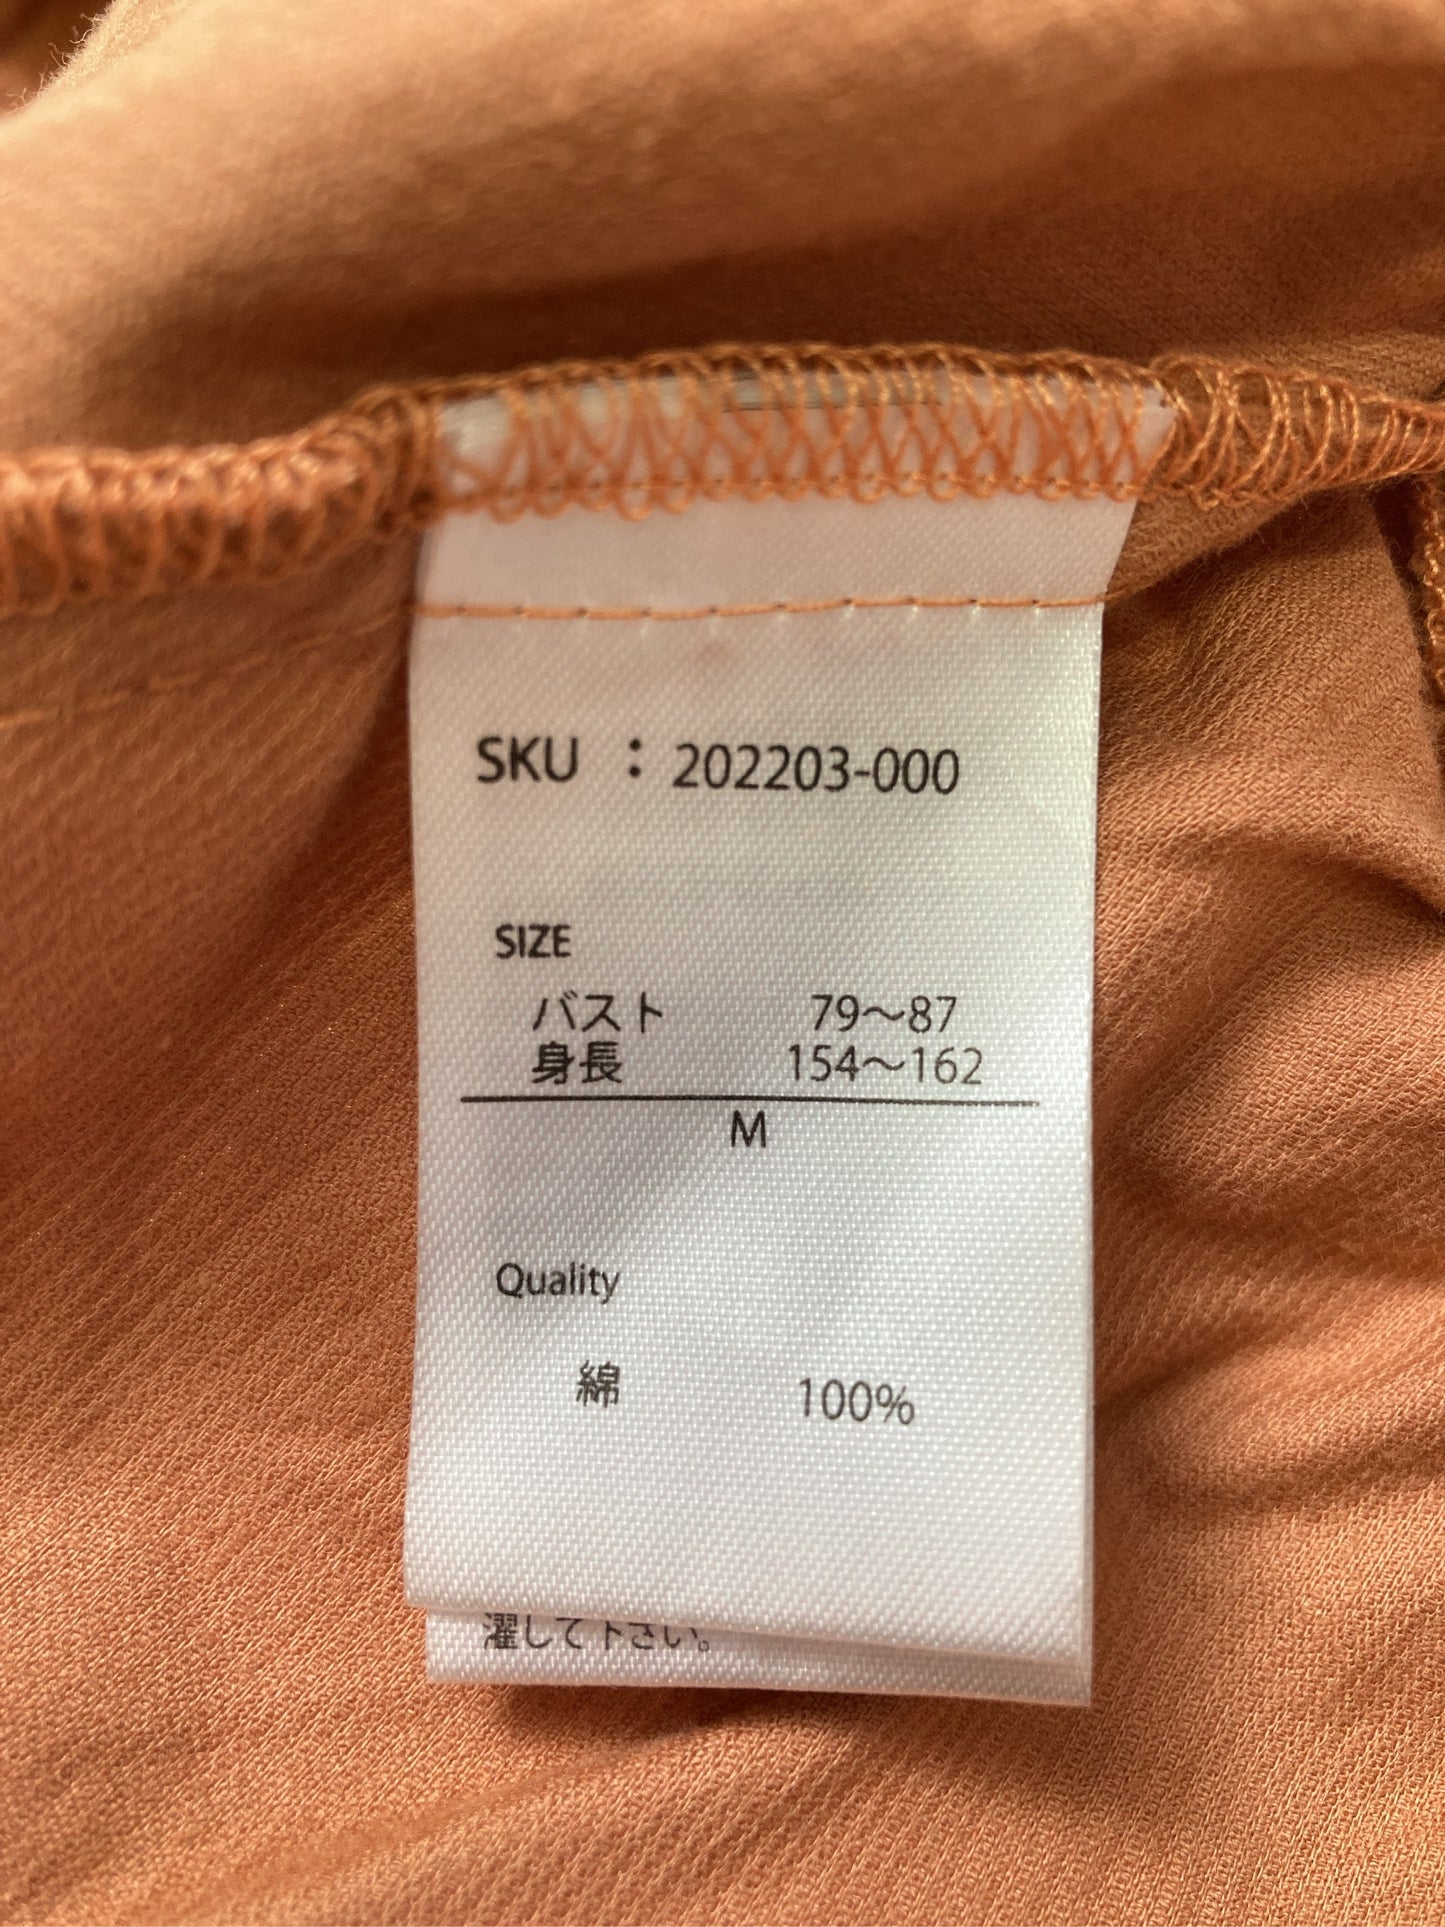 SKU : 202203-000
SIZE
バスト 79～87
身長 154～162
M
Quality
綿 100%
濯して下さい。